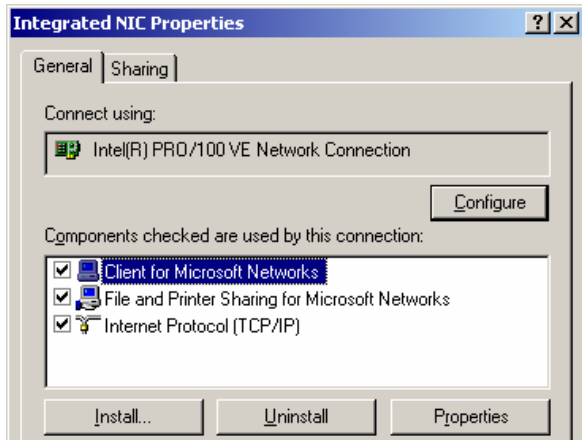 Integrated NIC Properties
General Sharing
Connect using:
Intel(R) PRO/100 VE Network Connection
Configure
Components checked are used by this connection:
Client for Microsoft Networks
File and Printer Sharing for Microsoft Networks
Internet Protocol (TCP/IP)
Install... Uninstall Properties